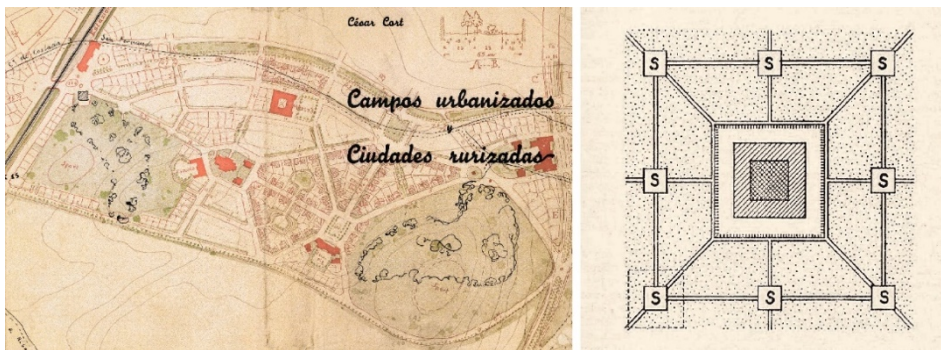 César Cort
Campos urbanizados
y
Ciudades rurizadas
A-B
S S S
S S
S S S